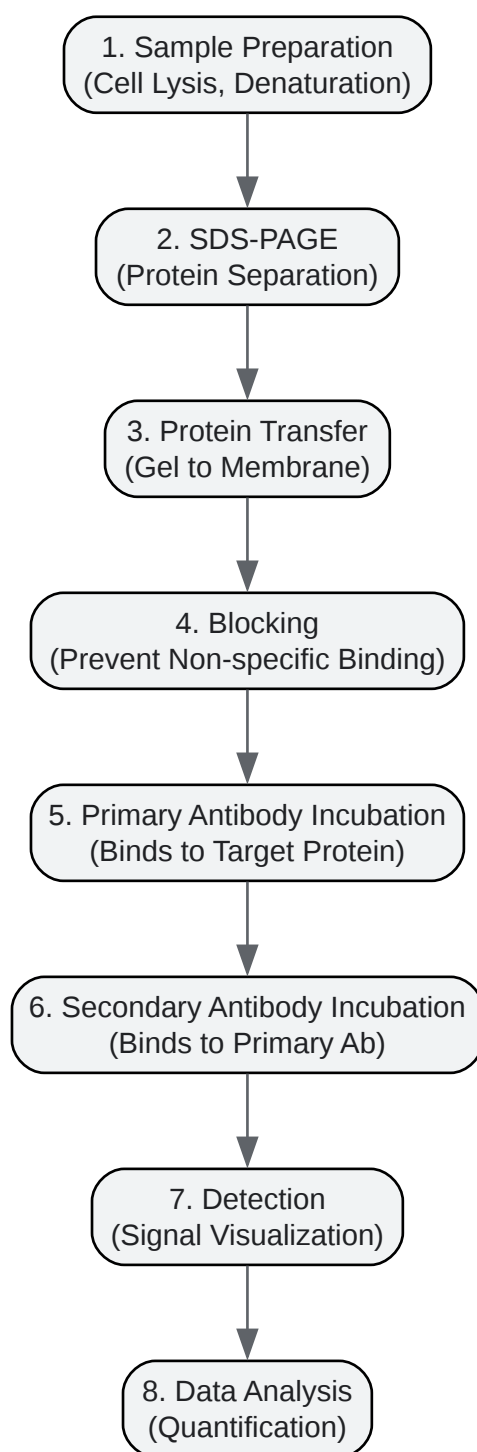 1. Sample Preparation
(Cell Lysis, Denaturation)
2. SDS-PAGE
(Protein Separation)
3. Protein Transfer
(Gel to Membrane)
4. Blocking
(Prevent Non-specific Binding)
5. Primary Antibody Incubation
(Binds to Target Protein)
6. Secondary Antibody Incubation
(Binds to Primary Ab)
7. Detection
(Signal Visualization)
8. Data Analysis
(Quantification)